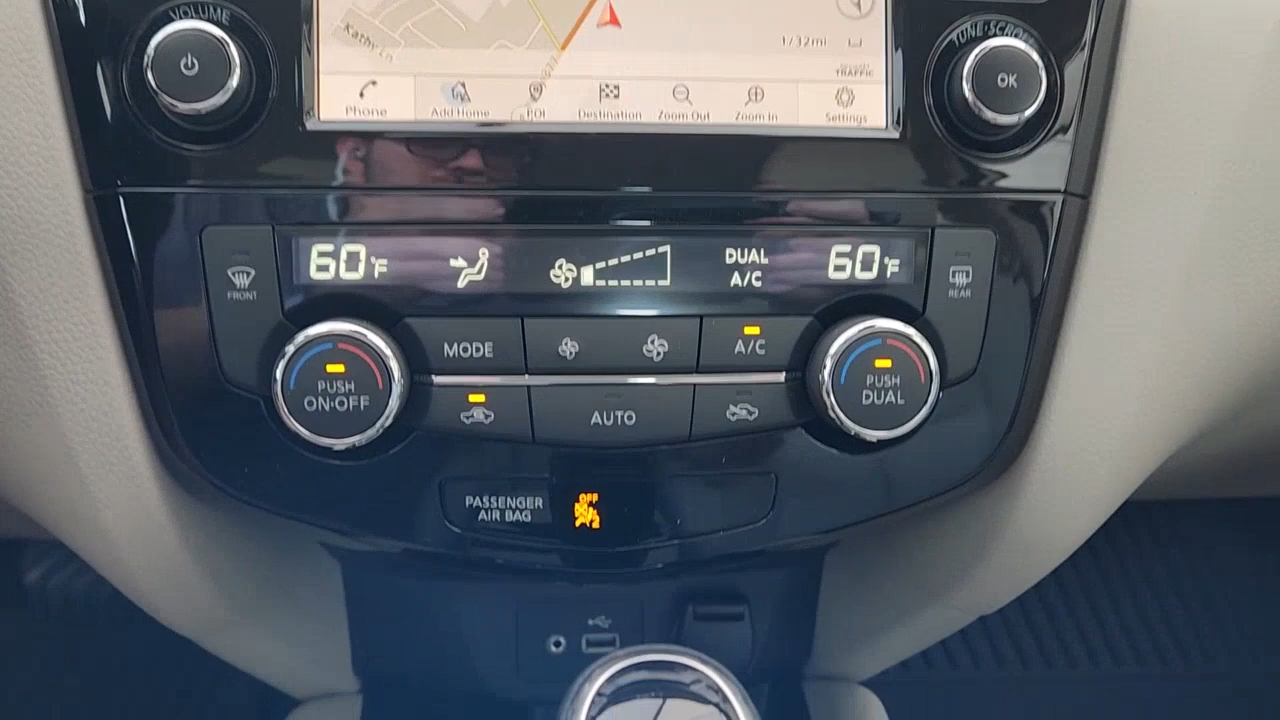 VOLUME
TUNE·SCROLL
Kathy Ln
1/32mi
TRAFFIC
Phone
Add Home
POI
Destination
Zoom Out
Zoom In
Settings
OK
60°F
DUAL
A/C
60°F
FRONT
REAR
MODE
A/C
PUSH
ON·OFF
PUSH
DUAL
AUTO
PASSENGER
AIR BAG
OFF